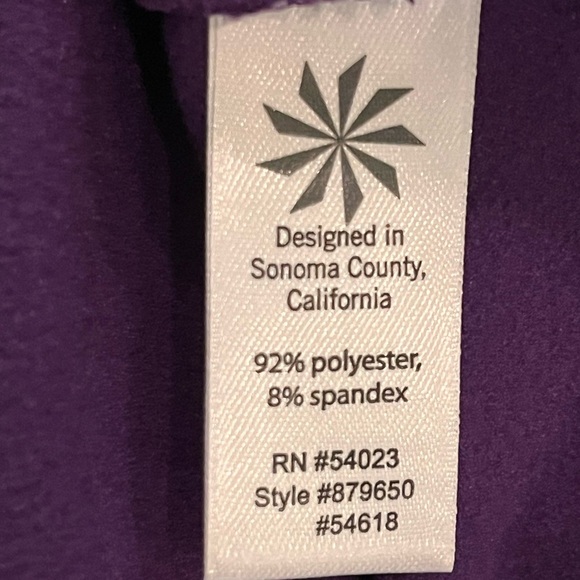 Designed in
Sonoma County,
California
92% polyester,
8% spandex
RN #54023
Style #879650
#54618